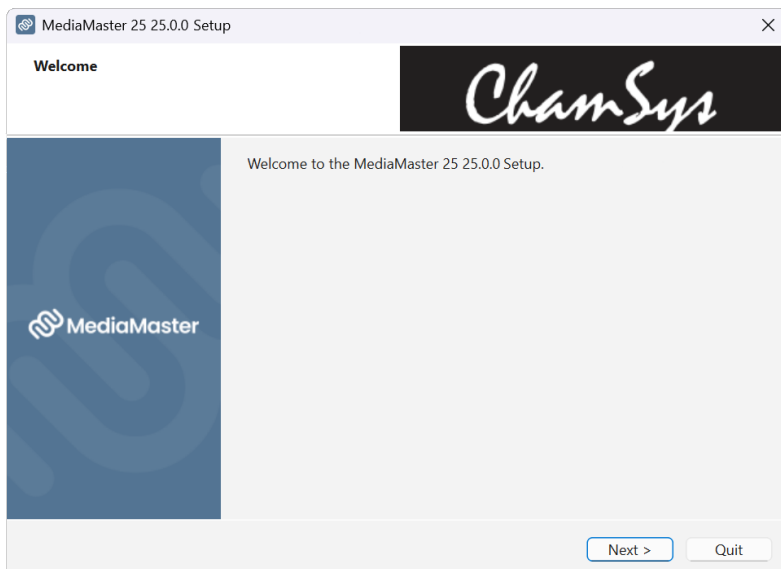 MediaMaster 25 25.0.0 Setup
Welcome
ChamSys
Welcome to the MediaMaster 25 25.0.0 Setup.
MediaMaster
Next >
Quit